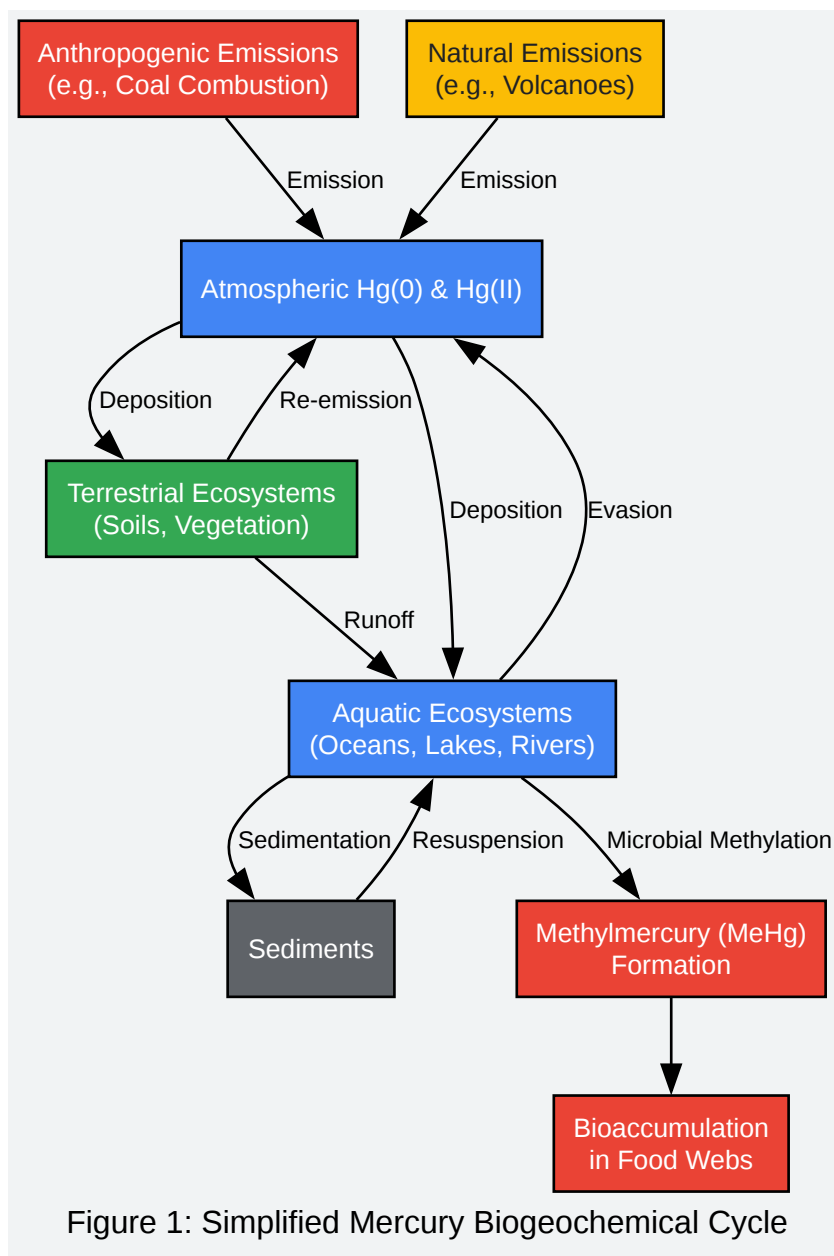 Anthropogenic Emissions
(e.g., Coal Combustion)
Natural Emissions
(e.g., Volcanoes)
Emission
Emission
Atmospheric Hg(0) & Hg(II)
Deposition
Re-emission
Terrestrial Ecosystems
(Soils, Vegetation)
Deposition
Evasion
Runoff
Aquatic Ecosystems
(Oceans, Lakes, Rivers)
Sedimentation
Resuspension
Microbial Methylation
Sediments
Methylmercury (MeHg)
Formation
Bioaccumulation
in Food Webs
Figure 1: Simplified Mercury Biogeochemical Cycle